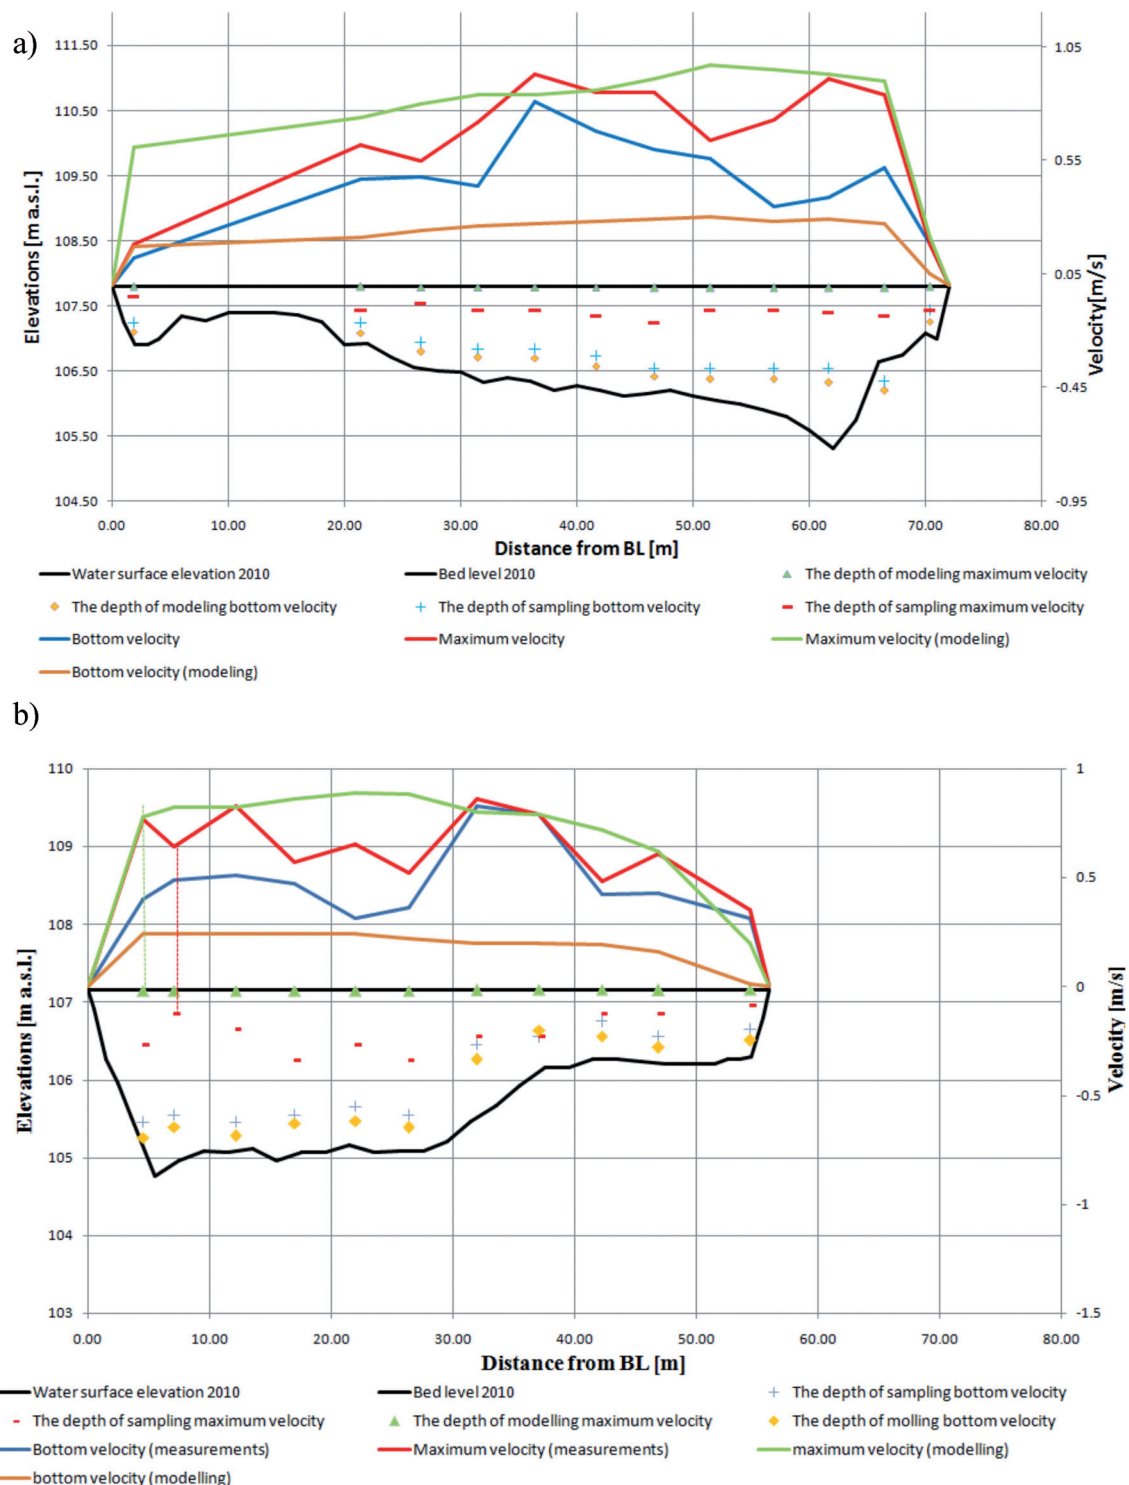 a)
111.50
110.50
109.50
108.50
107.50
106.50
105.50
104.50
Elevations [m a.s.l.]
1.05
0.55
0.05
-0.45
-0.95
Velocity[m/s]
0.00 10.00 20.00 30.00 40.00 50.00 60.00 70.00 80.00
Distance from BL [m]
Water surface elevation 2010 Bed level 2010 The depth of modeling maximum velocity
The depth of modeling bottom velocity The depth of sampling bottom velocity The depth of sampling maximum velocity
Bottom velocity Maximum velocity Maximum velocity (modeling)
Bottom velocity (modeling)
b)
110
109
108
107
106
105
104
103
Elevations [m a.s.l.]
1
0.5
0
-0.5
-1
-1.5
Velocity [m/s]
0.00 10.00 20.00 30.00 40.00 50.00 60.00 70.00 80.00
Distance from BL [m]
Water surface elevation 2010 Bed level 2010 The depth of sampling bottom velocity
The depth of sampling maximum velocity The depth of modelling maximum velocity The depth of molling bottom velocity
Bottom velocity (measurements) Maximum velocity (measurements) maximum velocity (modelling)
bottom velocity (modelling)